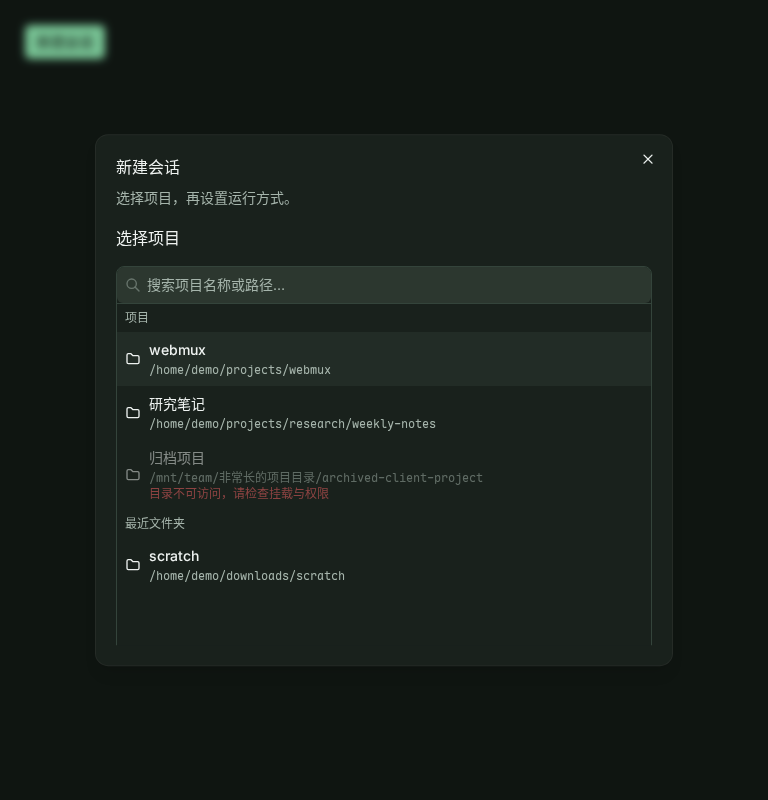 新建会话
选择项目，再设置运行方式。
选择项目
搜索项目名称或路径...
项目
webmux
/home/demo/projects/webmux
研究笔记
/home/demo/projects/research/weekly-notes
归档项目
/mnt/team/非常长的项目目录/archived-client-project
目录不可访问，请检查挂载与权限
最近文件夹
scratch
/home/demo/downloads/scratch